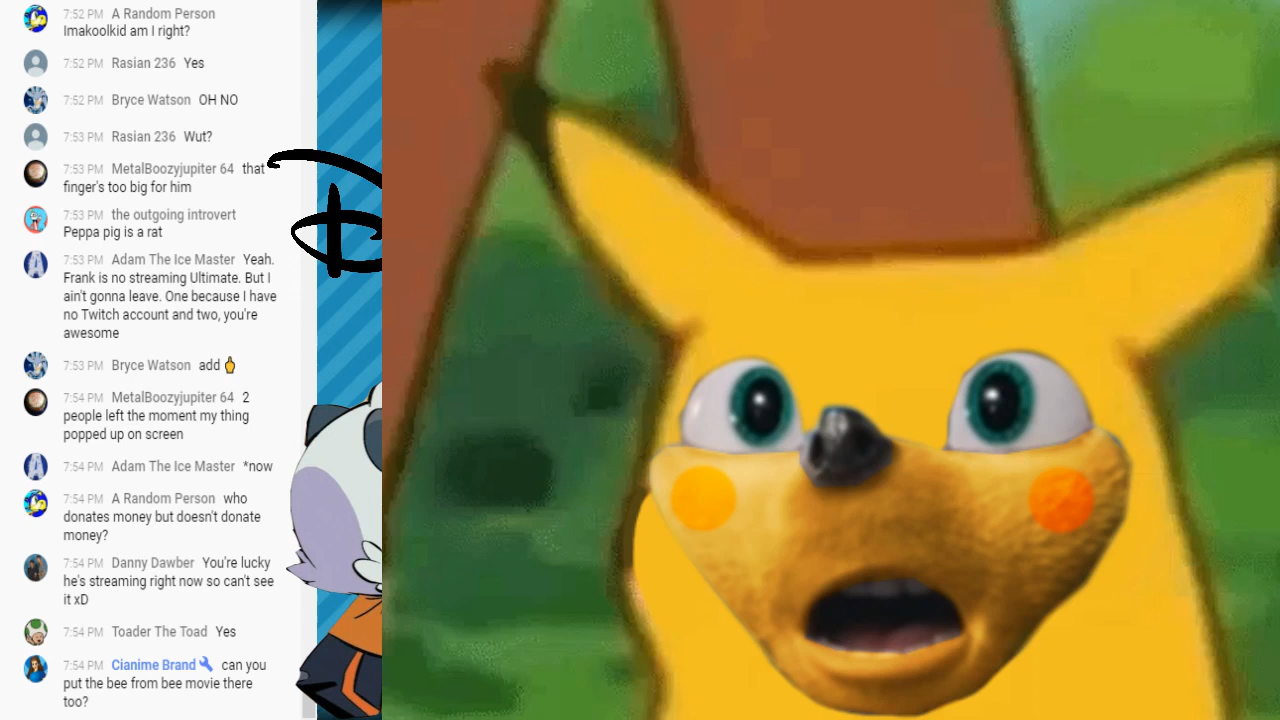 7:52 PM A Random Person
Imakoolkid am I right?
7:52 PM Rasian 236 Yes
7:52 PM Bryce Watson OH NO
7:53 PM Rasian 236 Wut?
7:53 PM MetalBoozyjupiter 64 that
finger's too big for him
7:53 PM the outgoing introvert
Peppa pig is a rat
7:53 PM Adam The Ice Master Yeah.
Frank is no streaming Ultimate. But I
ain't gonna leave. One because I have
no Twitch account and two, you're
awesome
7:53 PM Bryce Watson add 🖕
7:54 PM MetalBoozyjupiter 64 2
people left the moment my thing
popped up on screen
7:54 PM Adam The Ice Master *now
7:54 PM A Random Person who
donates money but doesn't donate
money?
7:54 PM Danny Dawber You're lucky
he's streaming right now so can't see
it xD
7:54 PM Toader The Toad Yes
7:54 PM Cianime Brand 🔧 can you
put the bee from bee movie there
too?
D